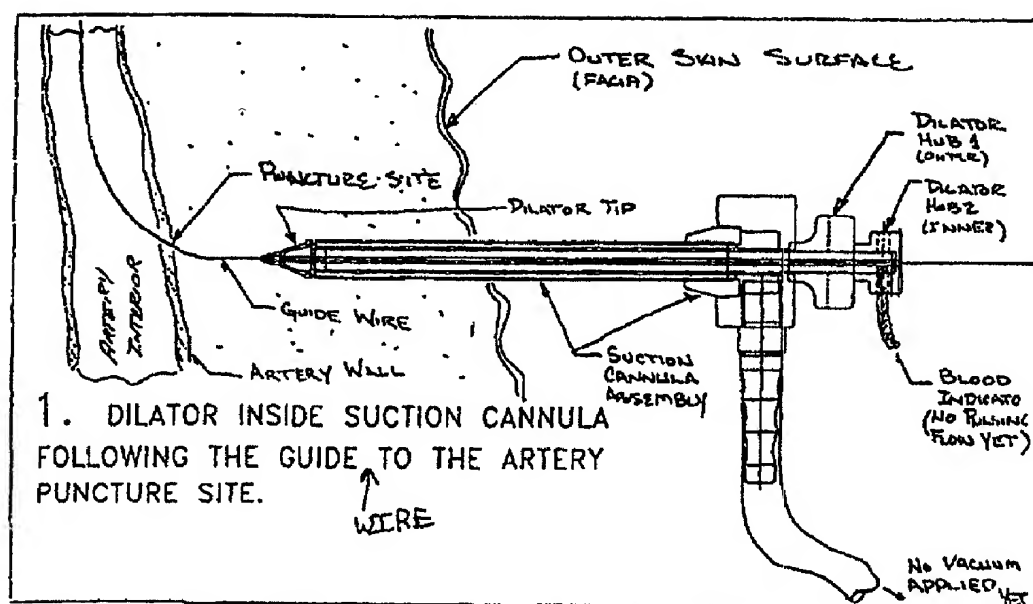 OUTER SKIN SURFACE
(FACIA)
PUNCTURE SITE
DILATOR TIP
DILATOR
HUB 1
(OUTER)
DILATOR
HUB 2
(INNER)
ARTERY
INTERIOR
GUIDE WIRE
ARTERY WALL
SUCTION
CANNULA
ASSEMBLY
BLOOD
INDICATO
(NO PULSING
FLOW YET)
1. DILATOR INSIDE SUCTION CANNULA
FOLLOWING THE GUIDE TO THE ARTERY
PUNCTURE SITE.
WIRE
NO VACUUM
APPLIED YET